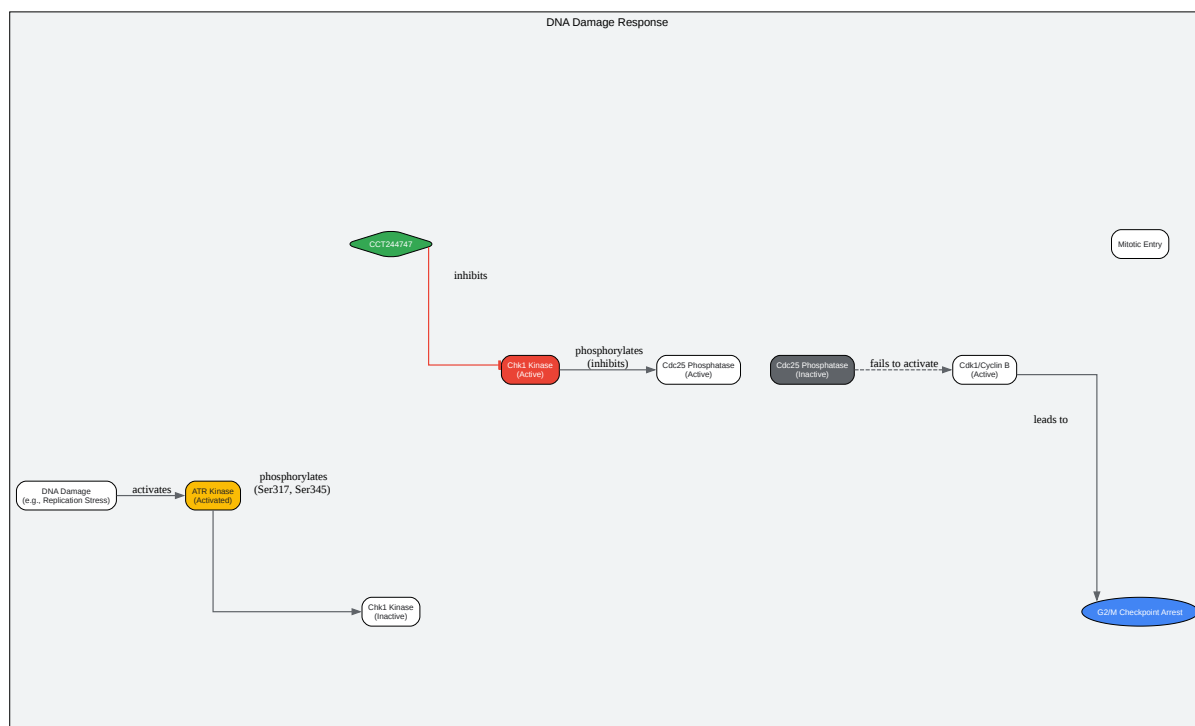 DNA Damage Response
CCT244747
Mitotic Entry
inhibits
Chk1 Kinase
(Active)
phosphorylates
(inhibits)
Cdc25 Phosphatase
(Active)
Cdc25 Phosphatase
(Inactive)
fails to activate
Cdk1/Cyclin B
(Active)
leads to
DNA Damage
(e.g., Replication Stress)
activates
ATR Kinase
(Activated)
phosphorylates
(Ser317, Ser345)
Chk1 Kinase
(Inactive)
G2/M Checkpoint Arrest